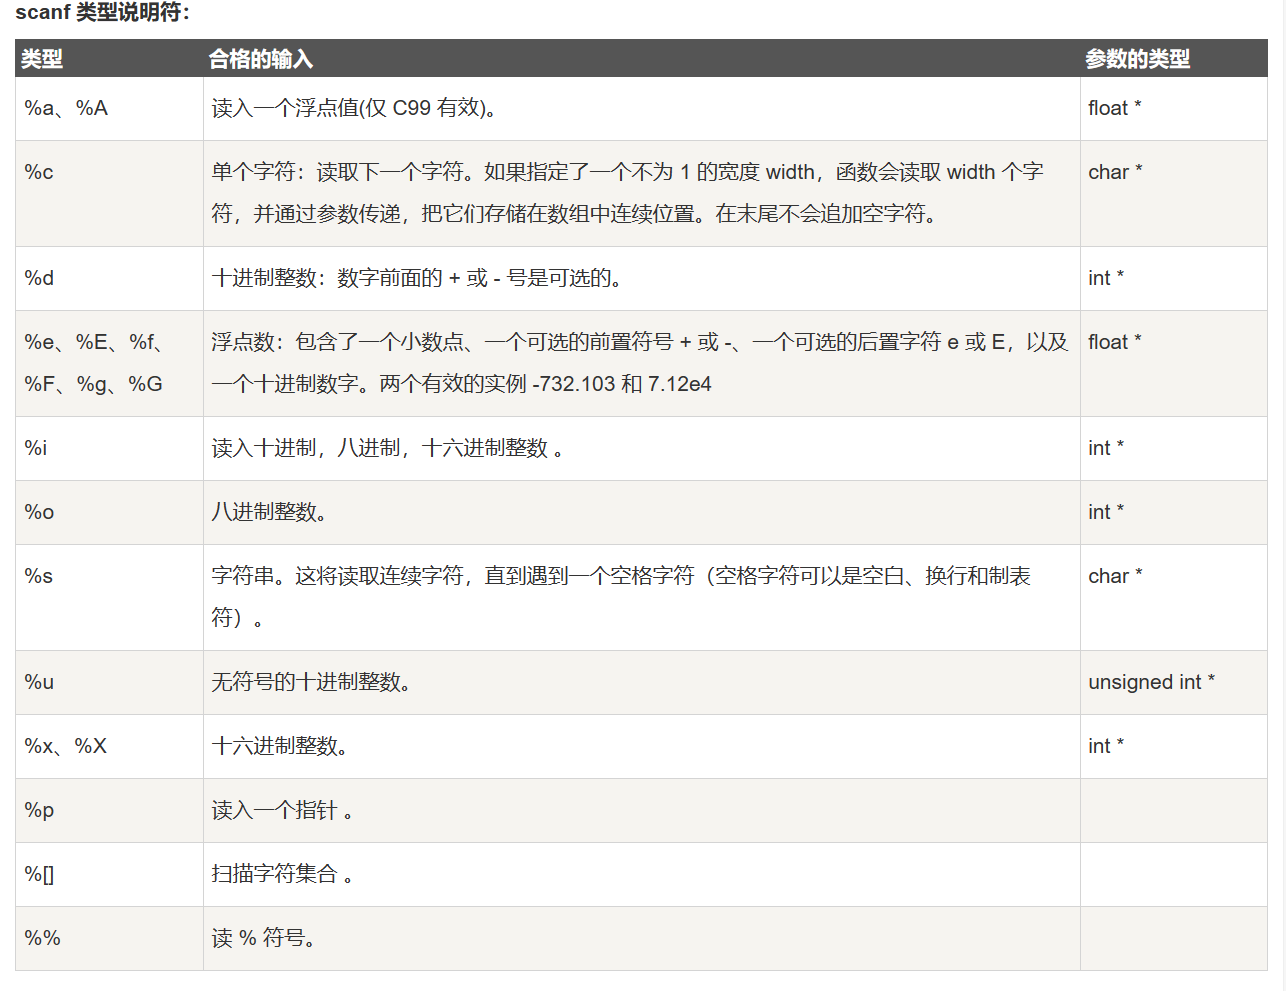 scanf 类型说明符：
类型 合格的输入 参数的类型
%a、%A 读入一个浮点值(仅 C99 有效)。 float *
%c 单个字符：读取下一个字符。如果指定了一个不为 1 的宽度 width，函数会读取 width 个字 char *
符，并通过参数传递，把它们存储在数组中连续位置。在末尾不会追加空字符。
%d 十进制整数：数字前面的 + 或 - 号是可选的。 int *
%e、%E、%f、 浮点数：包含了一个小数点、一个可选的前置符号 + 或 -、一个可选的后置字符 e 或 E，以及 float *
%F、%g、%G 一个十进制数字。两个有效的实例 -732.103 和 7.12e4
%i 读入十进制，八进制，十六进制整数 。 int *
%o 八进制整数。 int *
%s 字符串。这将读取连续字符，直到遇到一个空格字符（空格字符可以是空白、换行和制表 char *
符）。
%u 无符号的十进制整数。 unsigned int *
%x、%X 十六进制整数。 int *
%p 读入一个指针 。
%[] 扫描字符集合 。
%% 读 % 符号。